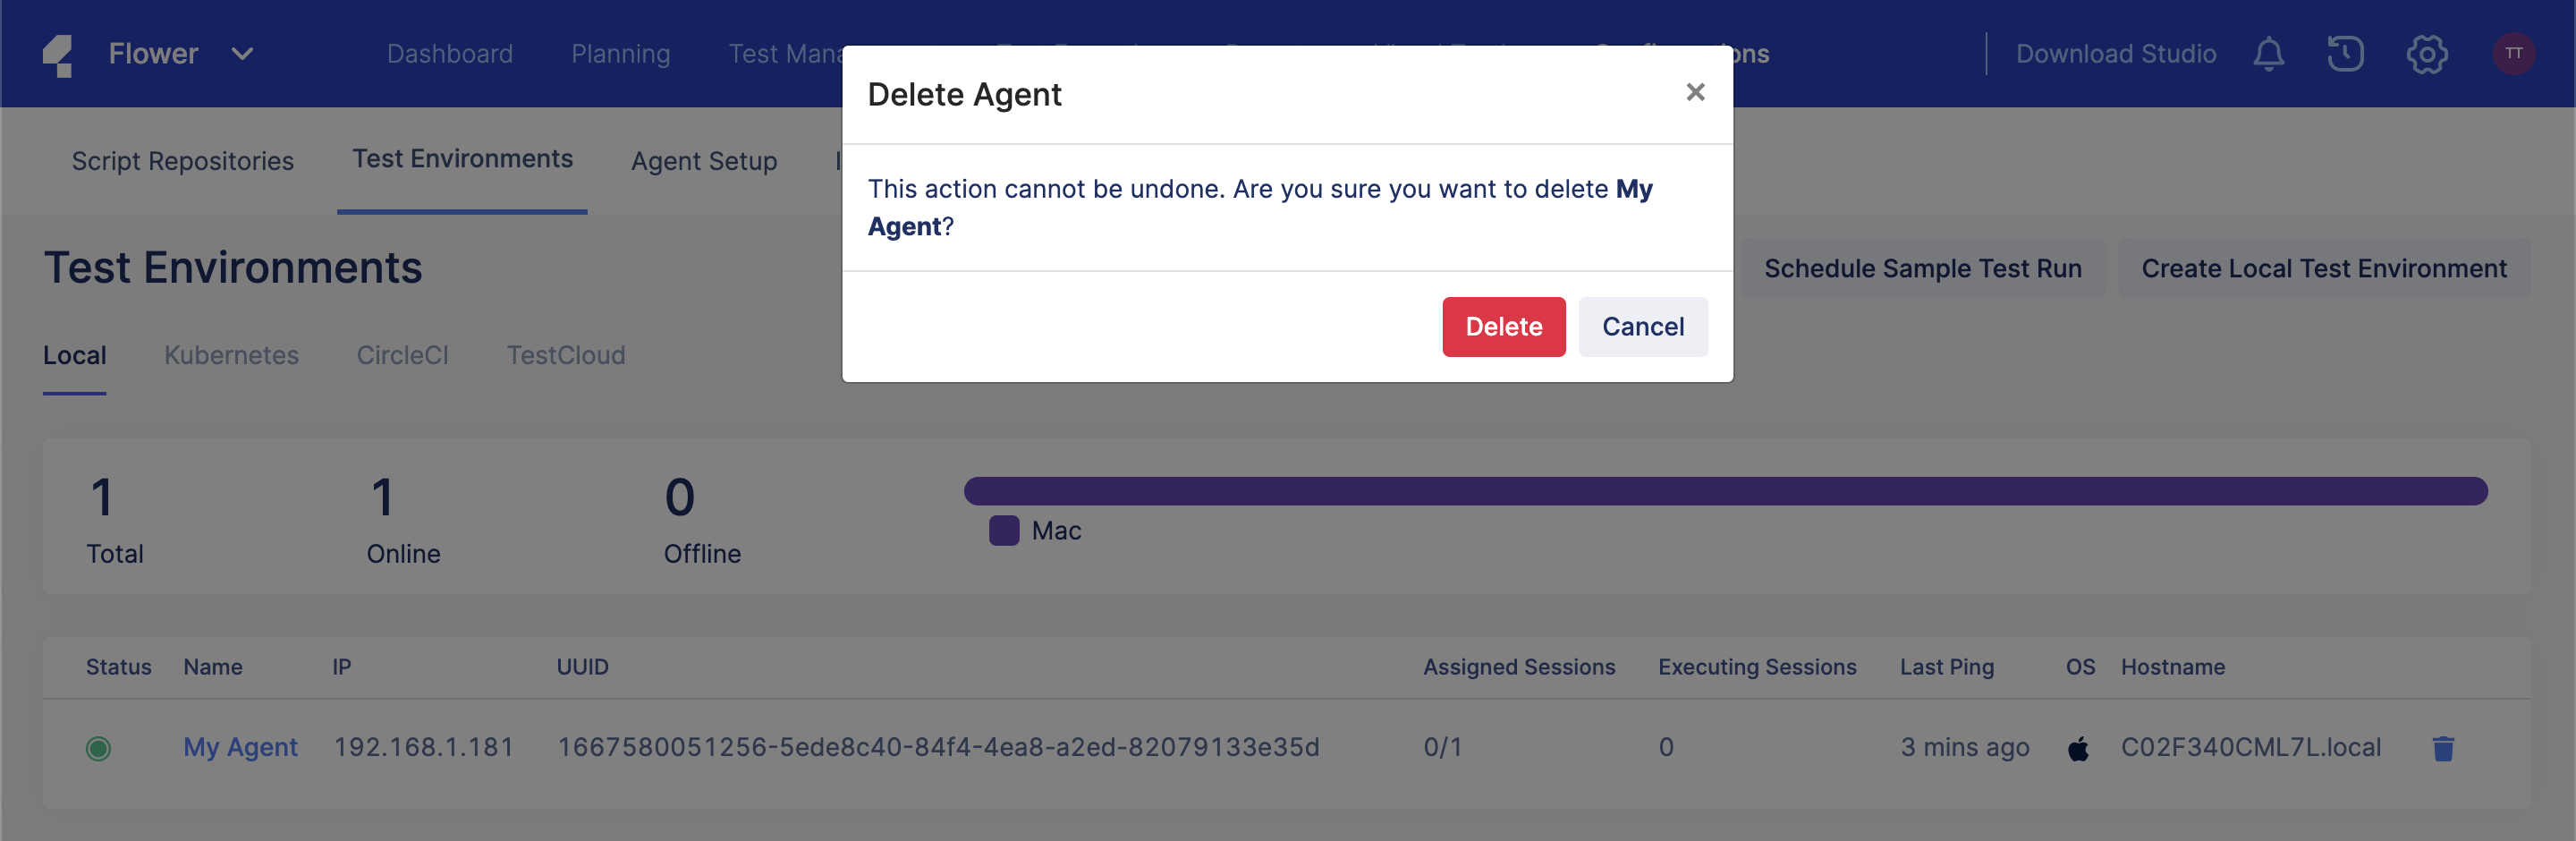 Flower
Dashboard
Planning
Test Mana
ons
Download Studio
TT
Delete Agent
×
Script Repositories
Test Environments
Agent Setup
This action cannot be undone. Are you sure you want to delete My
Agent?
Test Environments
Schedule Sample Test Run
Create Local Test Environment
Delete
Cancel
Local
Kubernetes
CircleCI
TestCloud
1
1
0
Total
Online
Offline
Mac
Status Name IP UUID Assigned Sessions Executing Sessions Last Ping OS Hostname
My Agent 192.168.1.181 1667580051256-5ede8c40-84f4-4ea8-a2ed-82079133e35d 0/1 0 3 mins ago C02F340CML7L.local